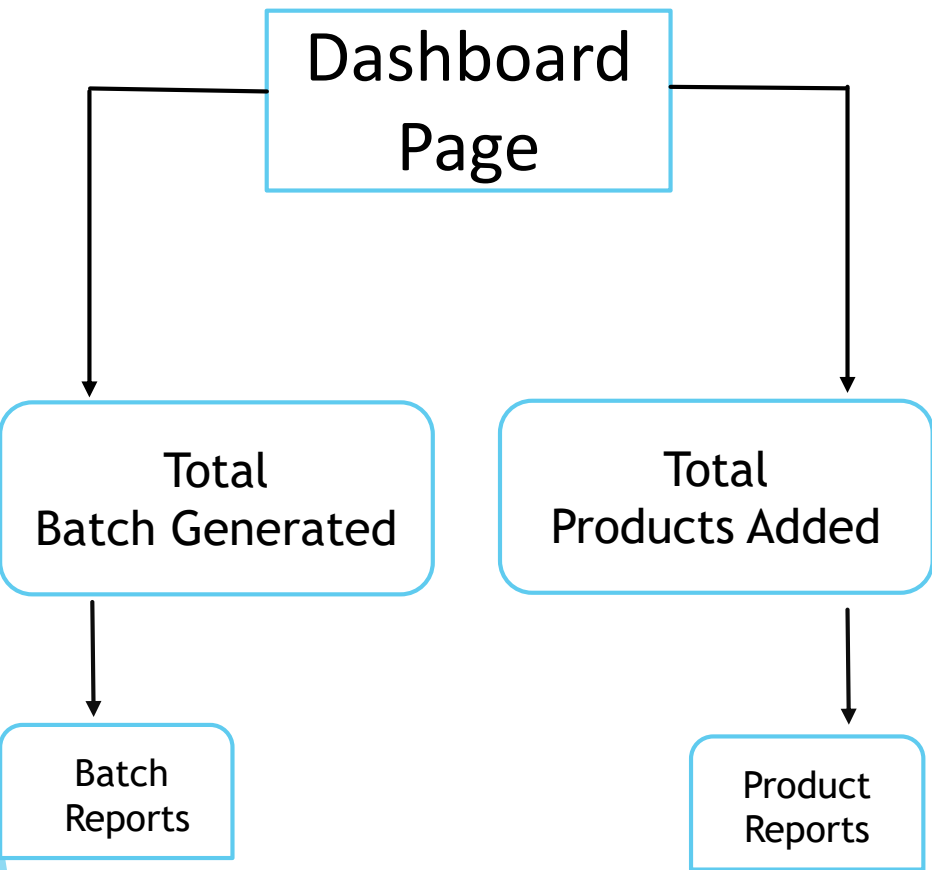 Dashboard
Page
Total
Batch Generated
Total
Products Added
Batch
Reports
Product
Reports